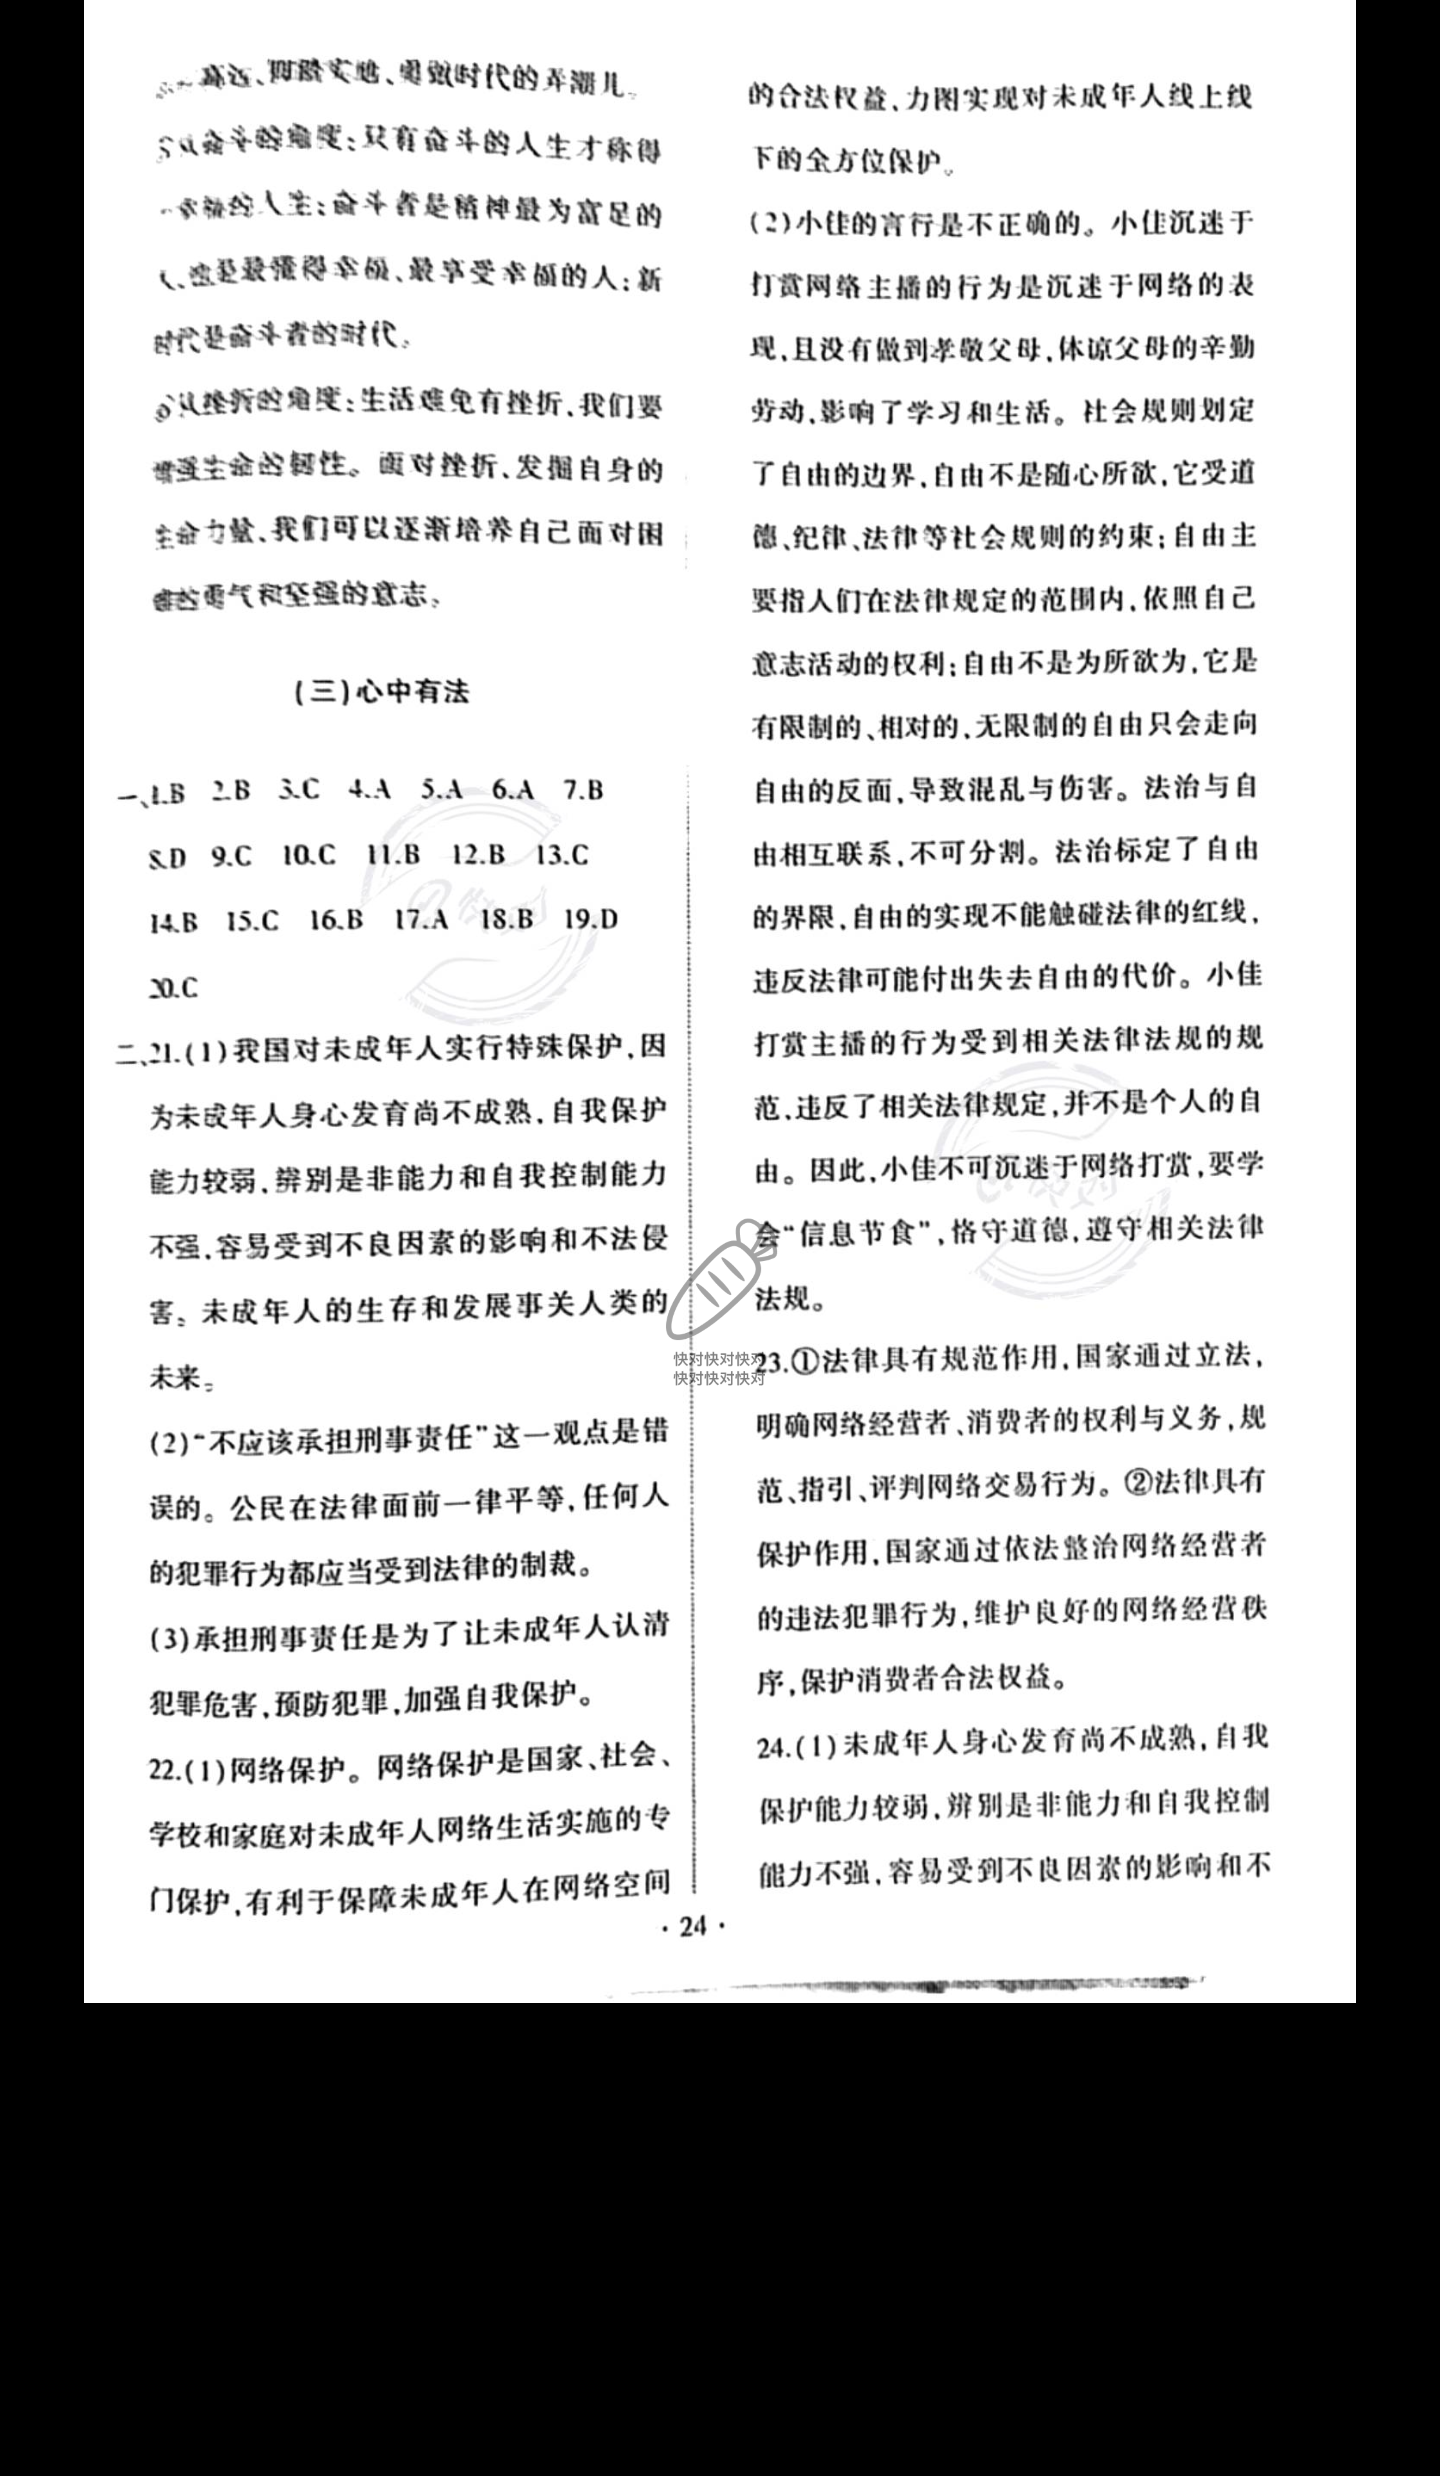 高远、脚踏实地、勇做时代的弄潮儿。
从奋斗的角度：只有奋斗的人生才称得
幸福的人生；奋斗者是精神最为富足的
人、也是最懂得幸福、最享受幸福的人；新
时代是奋斗者的时代。
从挫折的角度：生活难免有挫折，我们要
增强生命的韧性。面对挫折、发掘自身的
生命力量、我们可以逐渐培养自己面对困
难的勇气和坚强的意志。
(三)心中有法
一、1.B 2.B 3.C 4.A 5.A 6.A 7.B
8.D 9.C 10.C 11.B 12.B 13.C
14.B 15.C 16.B 17.A 18.B 19.D
20.C
二、21.(1)我国对未成年人实行特殊保护，因
为未成年人身心发育尚不成熟，自我保护
能力较弱，辨别是非能力和自我控制能力
不强，容易受到不良因素的影响和不法侵
害。未成年人的生存和发展事关人类的
未来。
(2)“不应该承担刑事责任”这一观点是错
误的。公民在法律面前一律平等，任何人
的犯罪行为都应当受到法律的制裁。
(3)承担刑事责任是为了让未成年人认清
犯罪危害，预防犯罪，加强自我保护。
22.(1)网络保护。网络保护是国家、社会、
学校和家庭对未成年人网络生活实施的专
门保护，有利于保障未成年人在网络空间
的合法权益，力图实现对未成年人线上线
下的全方位保护。
(2)小佳的言行是不正确的。小佳沉迷于
打赏网络主播的行为是沉迷于网络的表
现，且没有做到孝敬父母，体谅父母的辛勤
劳动，影响了学习和生活。社会规则划定
了自由的边界，自由不是随心所欲，它受道
德、纪律、法律等社会规则的约束；自由主
要指人们在法律规定的范围内，依照自己
意志活动的权利；自由不是为所欲为，它是
有限制的、相对的，无限制的自由只会走向
自由的反面，导致混乱与伤害。法治与自
由相互联系，不可分割。法治标定了自由
的界限，自由的实现不能触碰法律的红线，
违反法律可能付出失去自由的代价。小佳
打赏主播的行为受到相关法律法规的规
范，违反了相关法律规定，并不是个人的自
由。因此，小佳不可沉迷于网络打赏，要学
会“信息节食”，恪守道德，遵守相关法律
法规。
23.①法律具有规范作用，国家通过立法，
明确网络经营者、消费者的权利与义务，规
范、指引、评判网络交易行为。②法律具有
保护作用，国家通过依法整治网络经营者
的违法犯罪行为，维护良好的网络经营秩
序，保护消费者合法权益。
24.(1)未成年人身心发育尚不成熟，自我
保护能力较弱，辨别是非能力和自我控制
能力不强，容易受到不良因素的影响和不
·24·
快对快对快对
快对快对快对